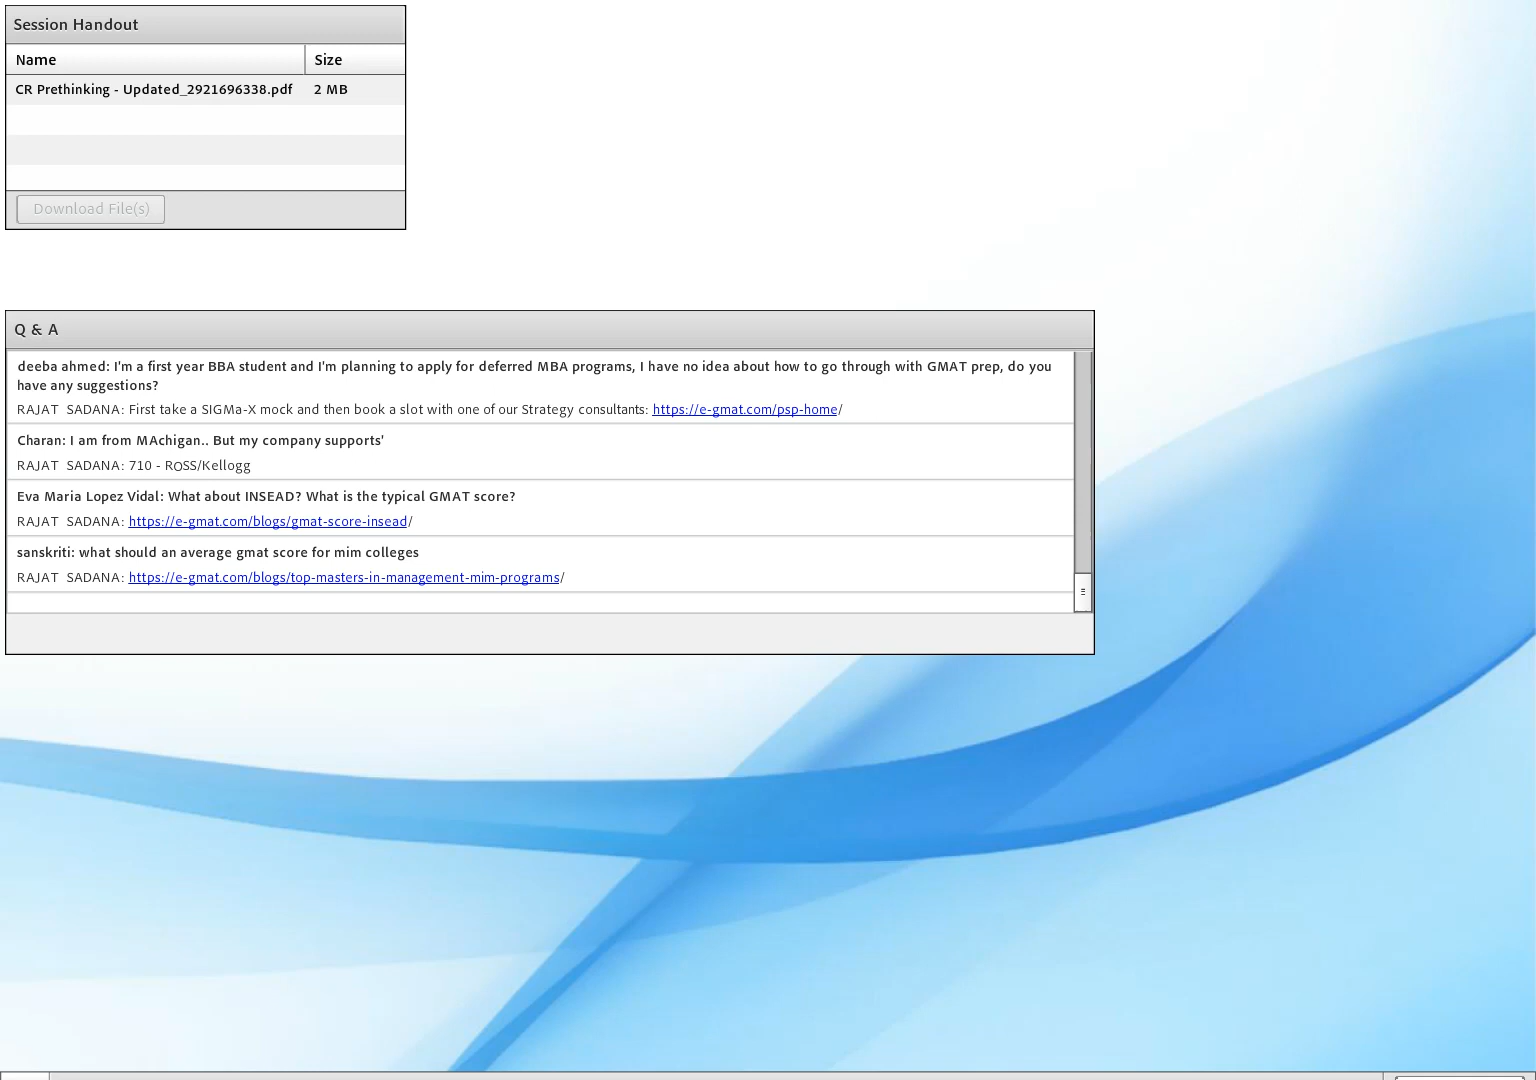 Session Handout
Name Size
CR Prethinking - Updated_2921696338.pdf 2 MB
Download File(s)
Q & A
deeba ahmed: I'm a first year BBA student and I'm planning to apply for deferred MBA programs, I have no idea about how to go through with GMAT prep, do you
have any suggestions?
RAJAT SADANA: First take a SIGMa-X mock and then book a slot with one of our Strategy consultants: https://e-gmat.com/psp-home/
Charan: I am from MAchigan.. But my company supports'
RAJAT SADANA: 710 - ROSS/Kellogg
Eva Maria Lopez Vidal: What about INSEAD? What is the typical GMAT score?
RAJAT SADANA: https://e-gmat.com/blogs/gmat-score-insead/
sanskriti: what should an average gmat score for mim colleges
RAJAT SADANA: https://e-gmat.com/blogs/top-masters-in-management-mim-programs/